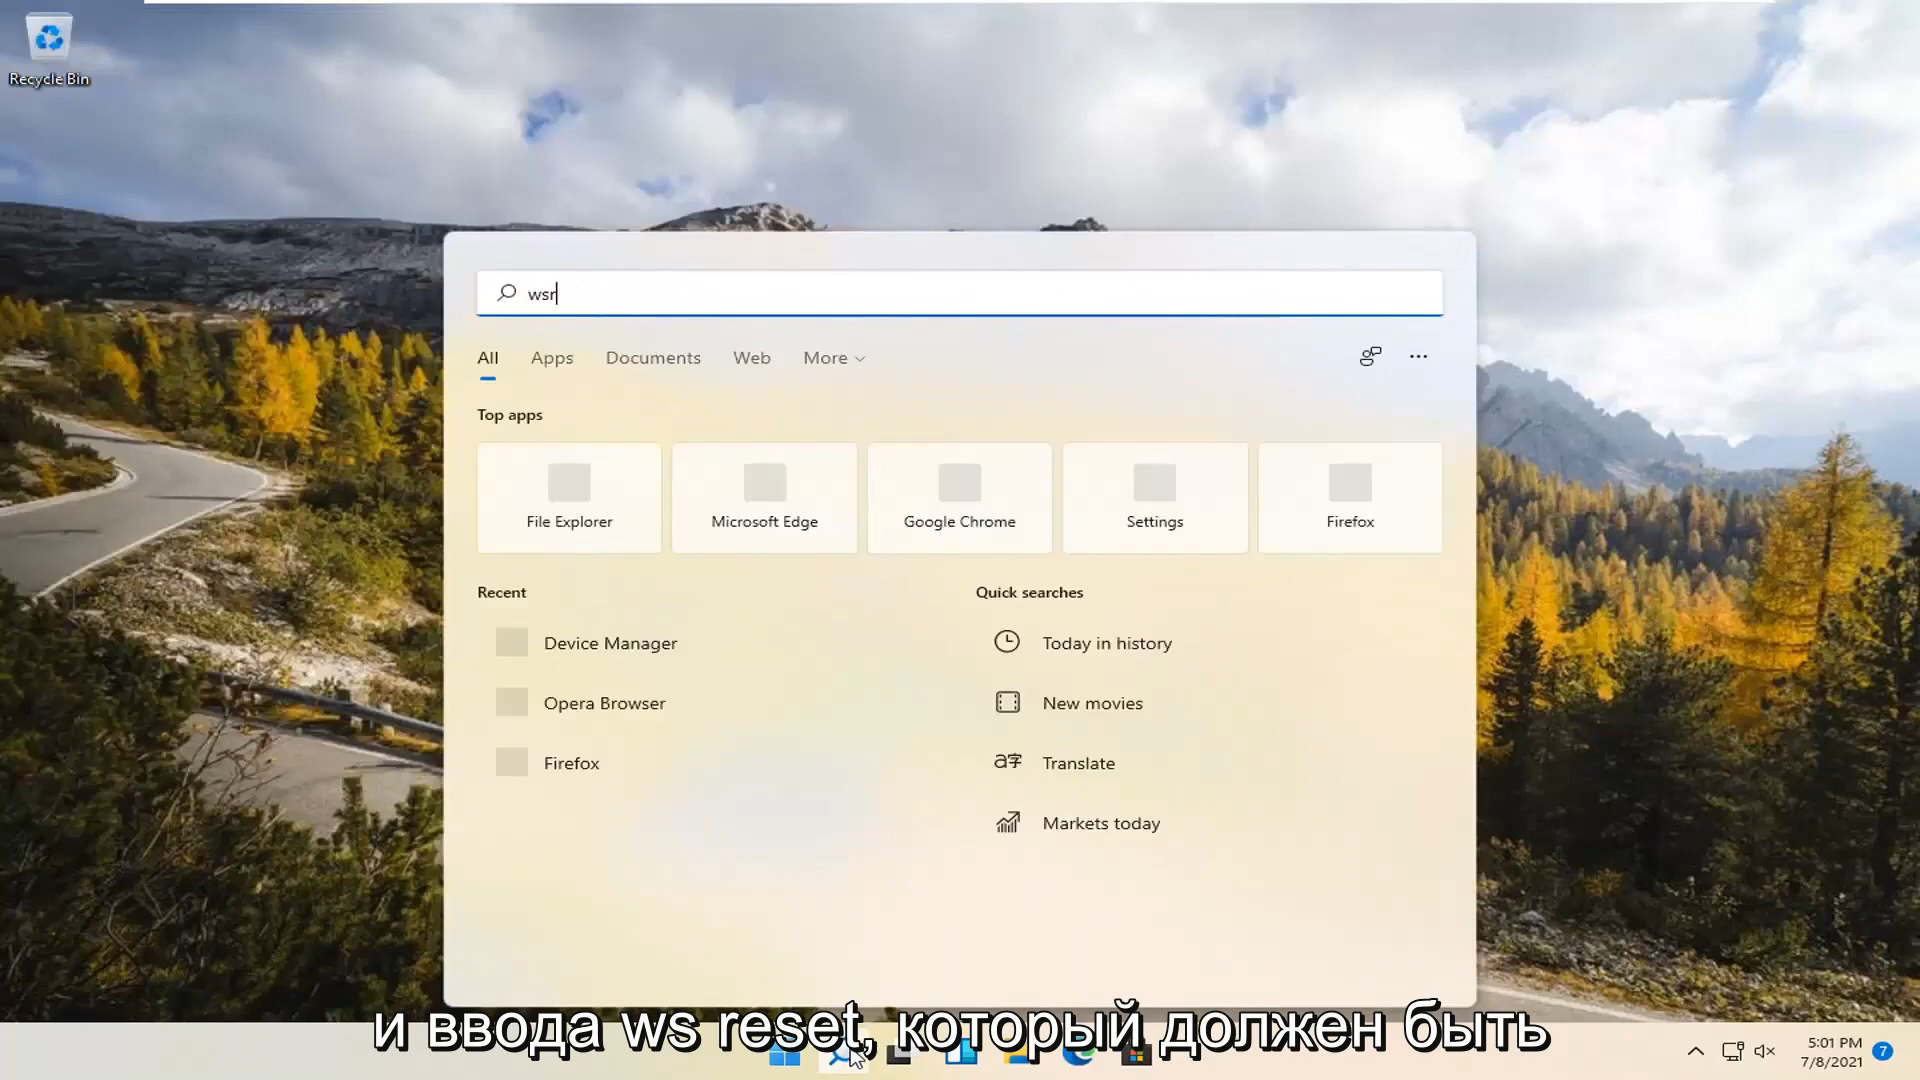 Recycle Bin
wsr
All Apps Documents Web More
Top apps
File Explorer Microsoft Edge Google Chrome Settings Firefox
Recent Quick searches
Device Manager Today in history
Opera Browser New movies
Firefox Translate
Markets today
и ввода ws reset, который должен быть
5:01 PM
7/8/2021 7